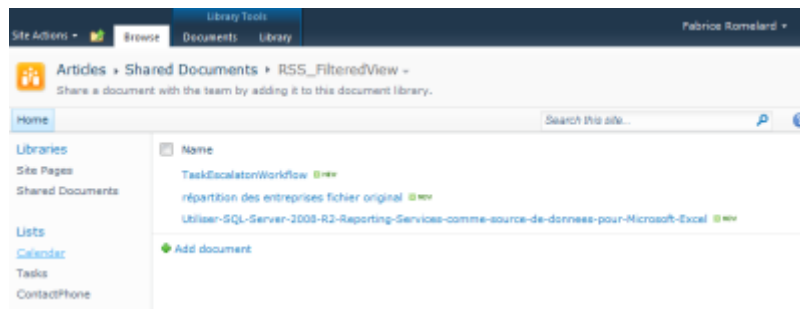 Library Tools
Site Actions Browse Documents Library Fabrice Romelard
Articles Shared Documents RSS_FilteredView
Share a document with the team by adding it to this document library.
Home Search this site...
Libraries
Site Pages
Shared Documents
Lists
Calendar
Tasks
ContactPhone
Name
TaskEscalatonWorkflow NEW
répartition des entreprises fichier original NEW
Utiliser-SQL-Server-2008-R2-Reporting-Services-comme-source-de-donnees-pour-Microsoft-Excel NEW
Add document